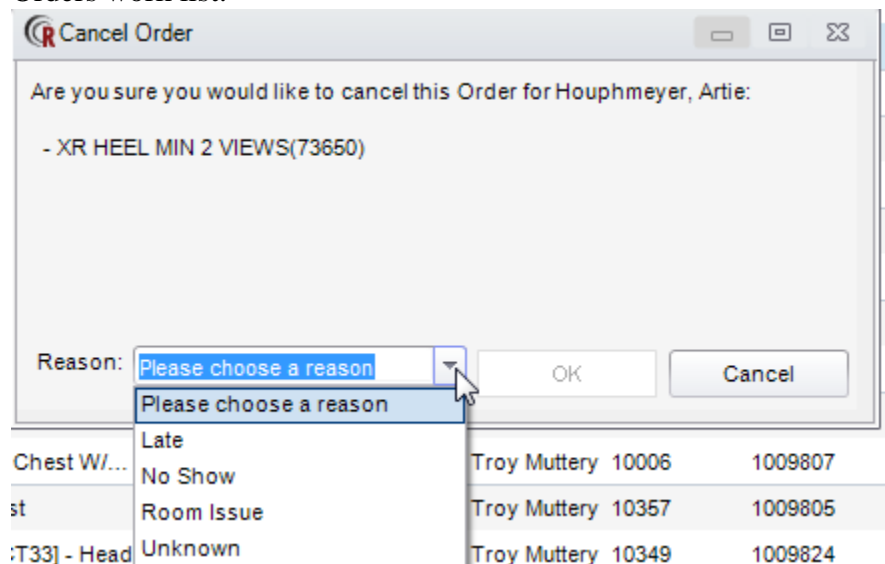 Cancel Order
Are you sure you would like to cancel this Order for Houphmeyer, Artie:
- XR HEEL MIN 2 VIEWS(73650)
Reason: Please choose a reason OK Cancel
Please choose a reason
Late
Chest W/... No Show Troy Muttery 10006 1009807
st Room Issue Troy Muttery 10357 1009805
CT33] - Head Unknown Troy Muttery 10349 1009824